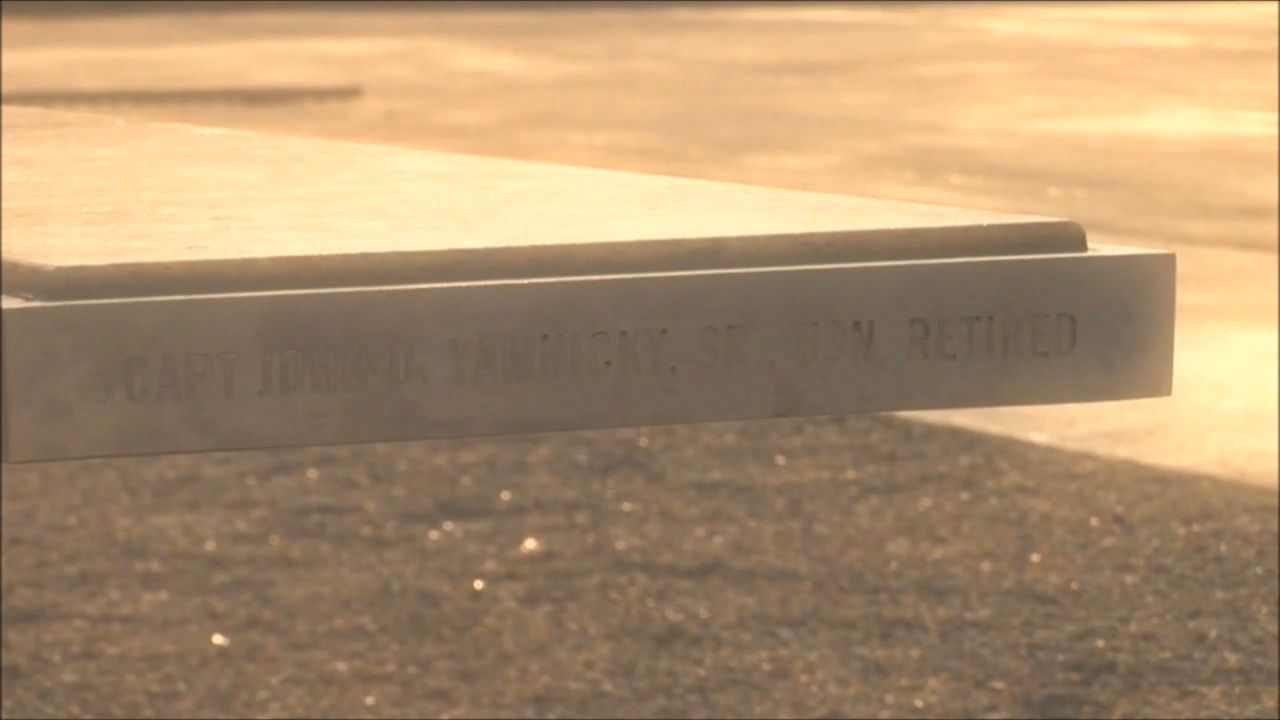 CAPT JOHN D. YAMNICKY, SR., USN, RETIRED